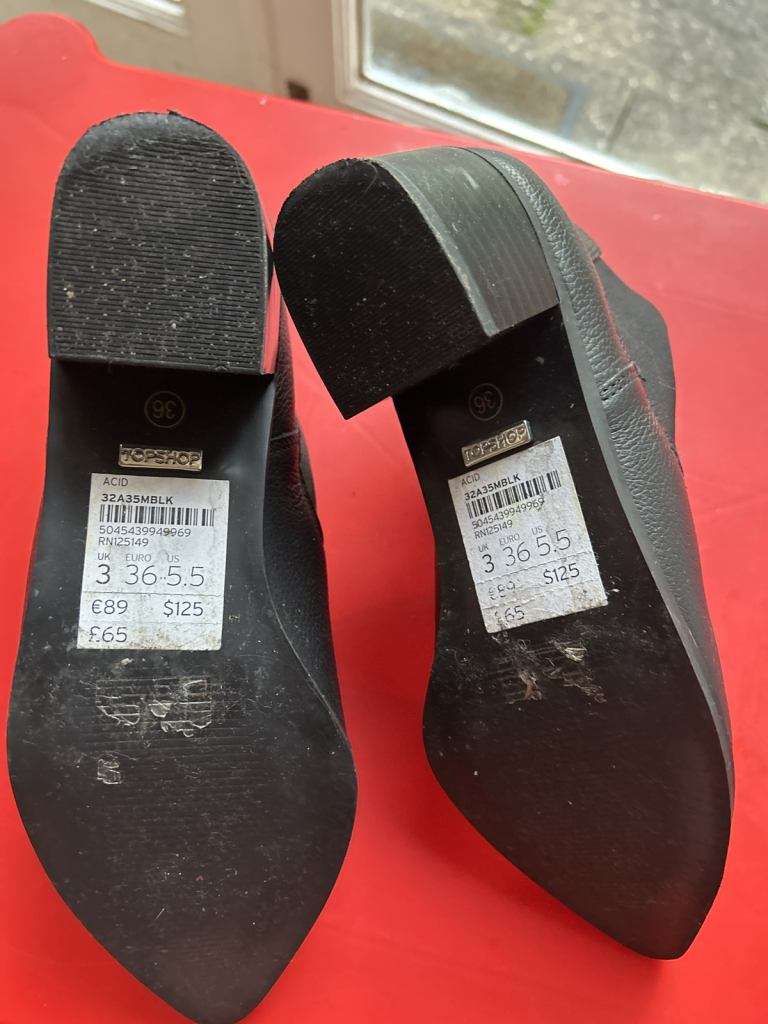 36
TOPSHOP
ACID
32A35MBLK
5045439949969
RN125149
UK EURO US
3 36 5.5
€89 $125
£65
36
TOPSHOP
ACID
32A35MBLK
5045439949969
RN125149
UK EURO US
3 36 5.5
€89 $125
£65